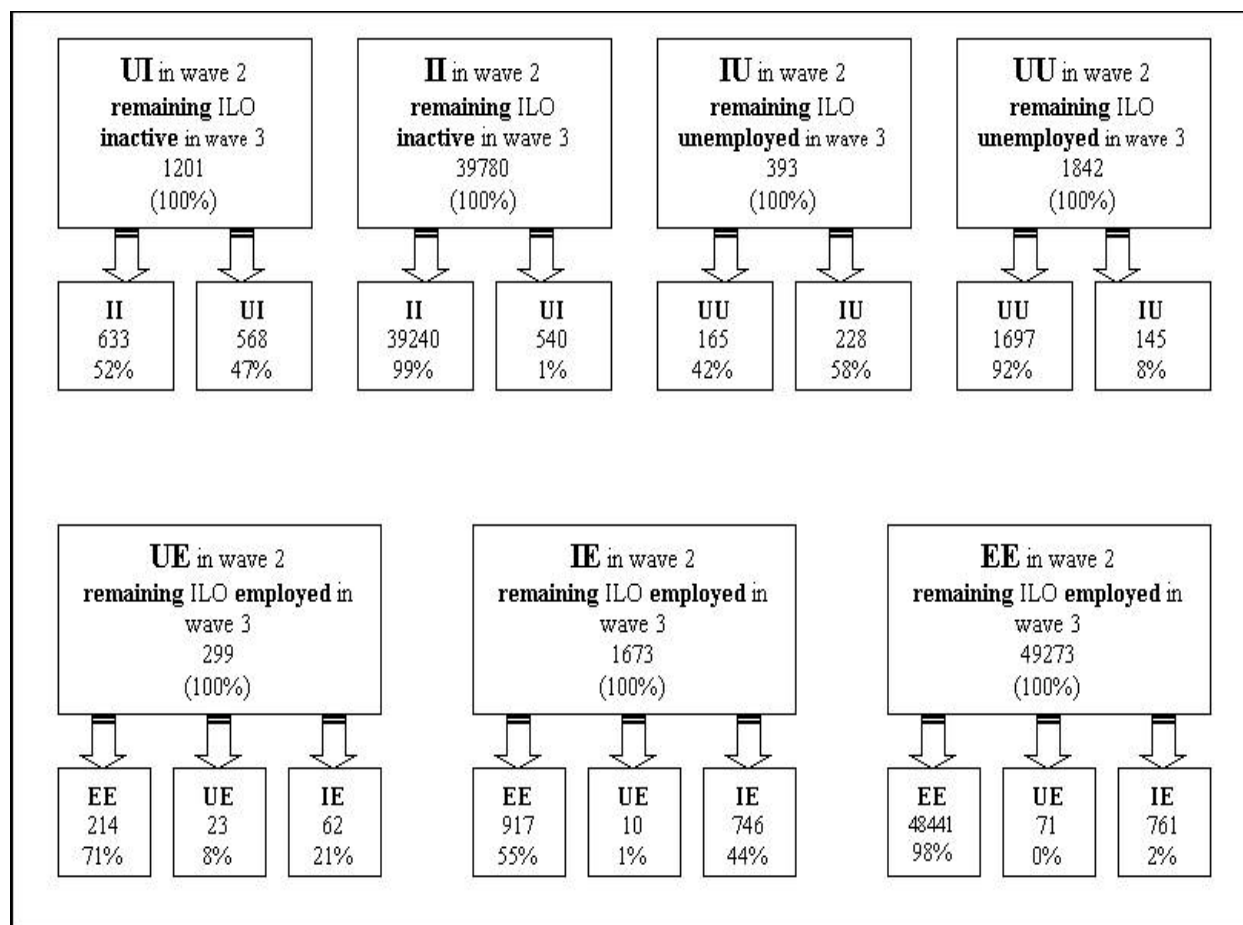 UI in wave 2
remaining ILO
inactive in wave 3
1201
(100%)
II in wave 2
remaining ILO
inactive in wave 3
39780
(100%)
IU in wave 2
remaining ILO
unemployed in wave 3
393
(100%)
UU in wave 2
remaining ILO
unemployed in wave 3
1842
(100%)
II
633
52%
UI
568
47%
II
39240
99%
UI
540
1%
UU
165
42%
IU
228
58%
UU
1697
92%
IU
145
8%
UE in wave 2
remaining ILO employed in
wave 3
299
(100%)
IE in wave 2
remaining ILO employed in
wave 3
1673
(100%)
EE in wave 2
remaining ILO employed in
wave 3
49273
(100%)
EE
214
71%
UE
23
8%
IE
62
21%
EE
917
55%
UE
10
1%
IE
746
44%
EE
48441
98%
UE
71
0%
IE
761
2%